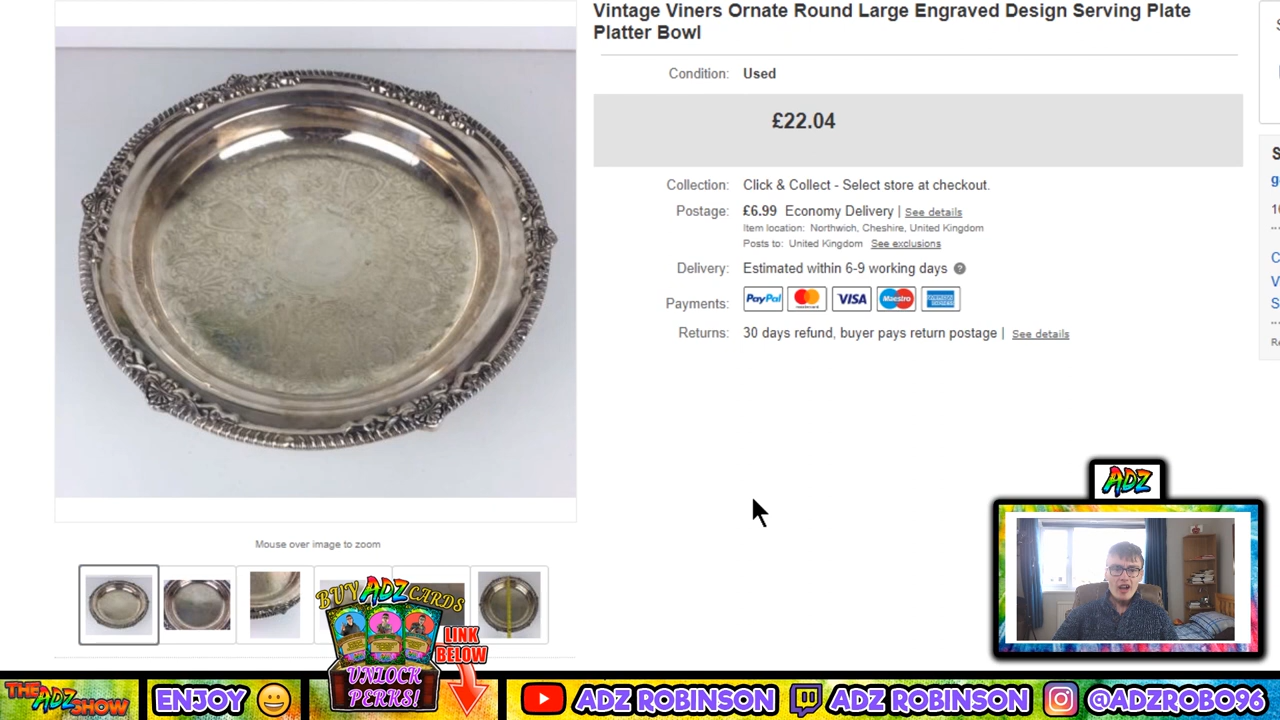 Vintage Viners Ornate Round Large Engraved Design Serving Plate
Platter Bowl
Condition: Used
£22.04
Collection: Click & Collect - Select store at checkout.
Postage: £6.99 Economy Delivery | See details
Item location: Northwich, Cheshire, United Kingdom
Posts to: United Kingdom See exclusions
Delivery: Estimated within 6-9 working days
Payments: PayPal mastercard VISA Maestro
Returns: 30 days refund, buyer pays return postage | See details
Mouse over image to zoom
ADZ
BUY ADZ CARDS
LINK
BELOW
UNLOCK
PERKS!
THE ADZ SHOW
ENJOY
ADZ ROBINSON
ADZ ROBINSON
@ADZROBO96